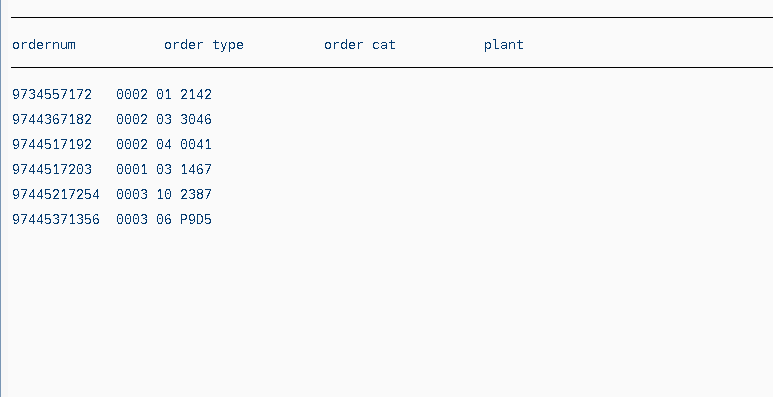 ordernum order type order cat plant
9734557172 0002 01 2142
9744367182 0002 03 3046
9744517192 0002 04 0041
9744517203 0001 03 1467
97445217254 0003 10 2387
97445371356 0003 06 P9D5